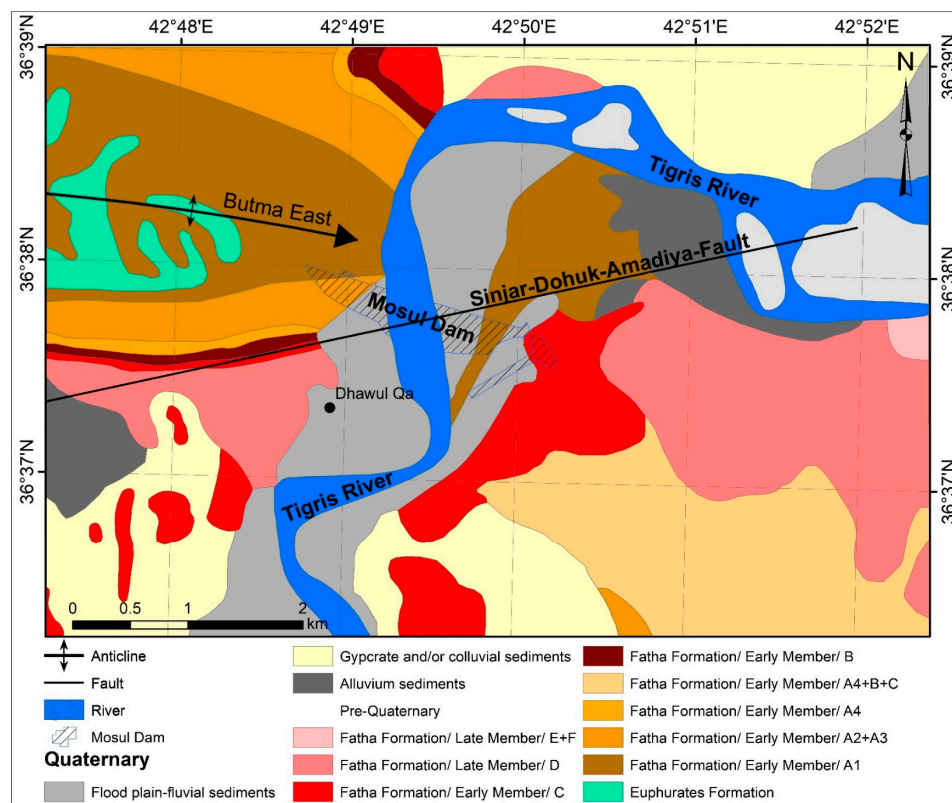 42°48'E 42°49'E 42°50'E 42°51'E 42°52'E
36°39'N
36°39'N
N
Tigris River
Butma East
36°38'N
36°38'N
Sinjar-Dohuk-Amadiya-Fault
Mosul Dam
Dhawul Qa
36°37'N
36°37'N
Tigris River
0 0.5 1 2
km
Anticline
Fault
River
Mosul Dam
Quaternary
Flood plain-fluvial sediments
Gypcrate and/or colluvial sediments
Alluvium sediments
Pre-Quaternary
Fatha Formation/ Late Member/ E+F
Fatha Formation/ Late Member/ D
Fatha Formation/ Early Member/ C
Fatha Formation/ Early Member/ B
Fatha Formation/ Early Member/ A4+B+C
Fatha Formation/ Early Member/ A4
Fatha Formation/ Early Member/ A2+A3
Fatha Formation/ Early Member/ A1
Euphurates Formation